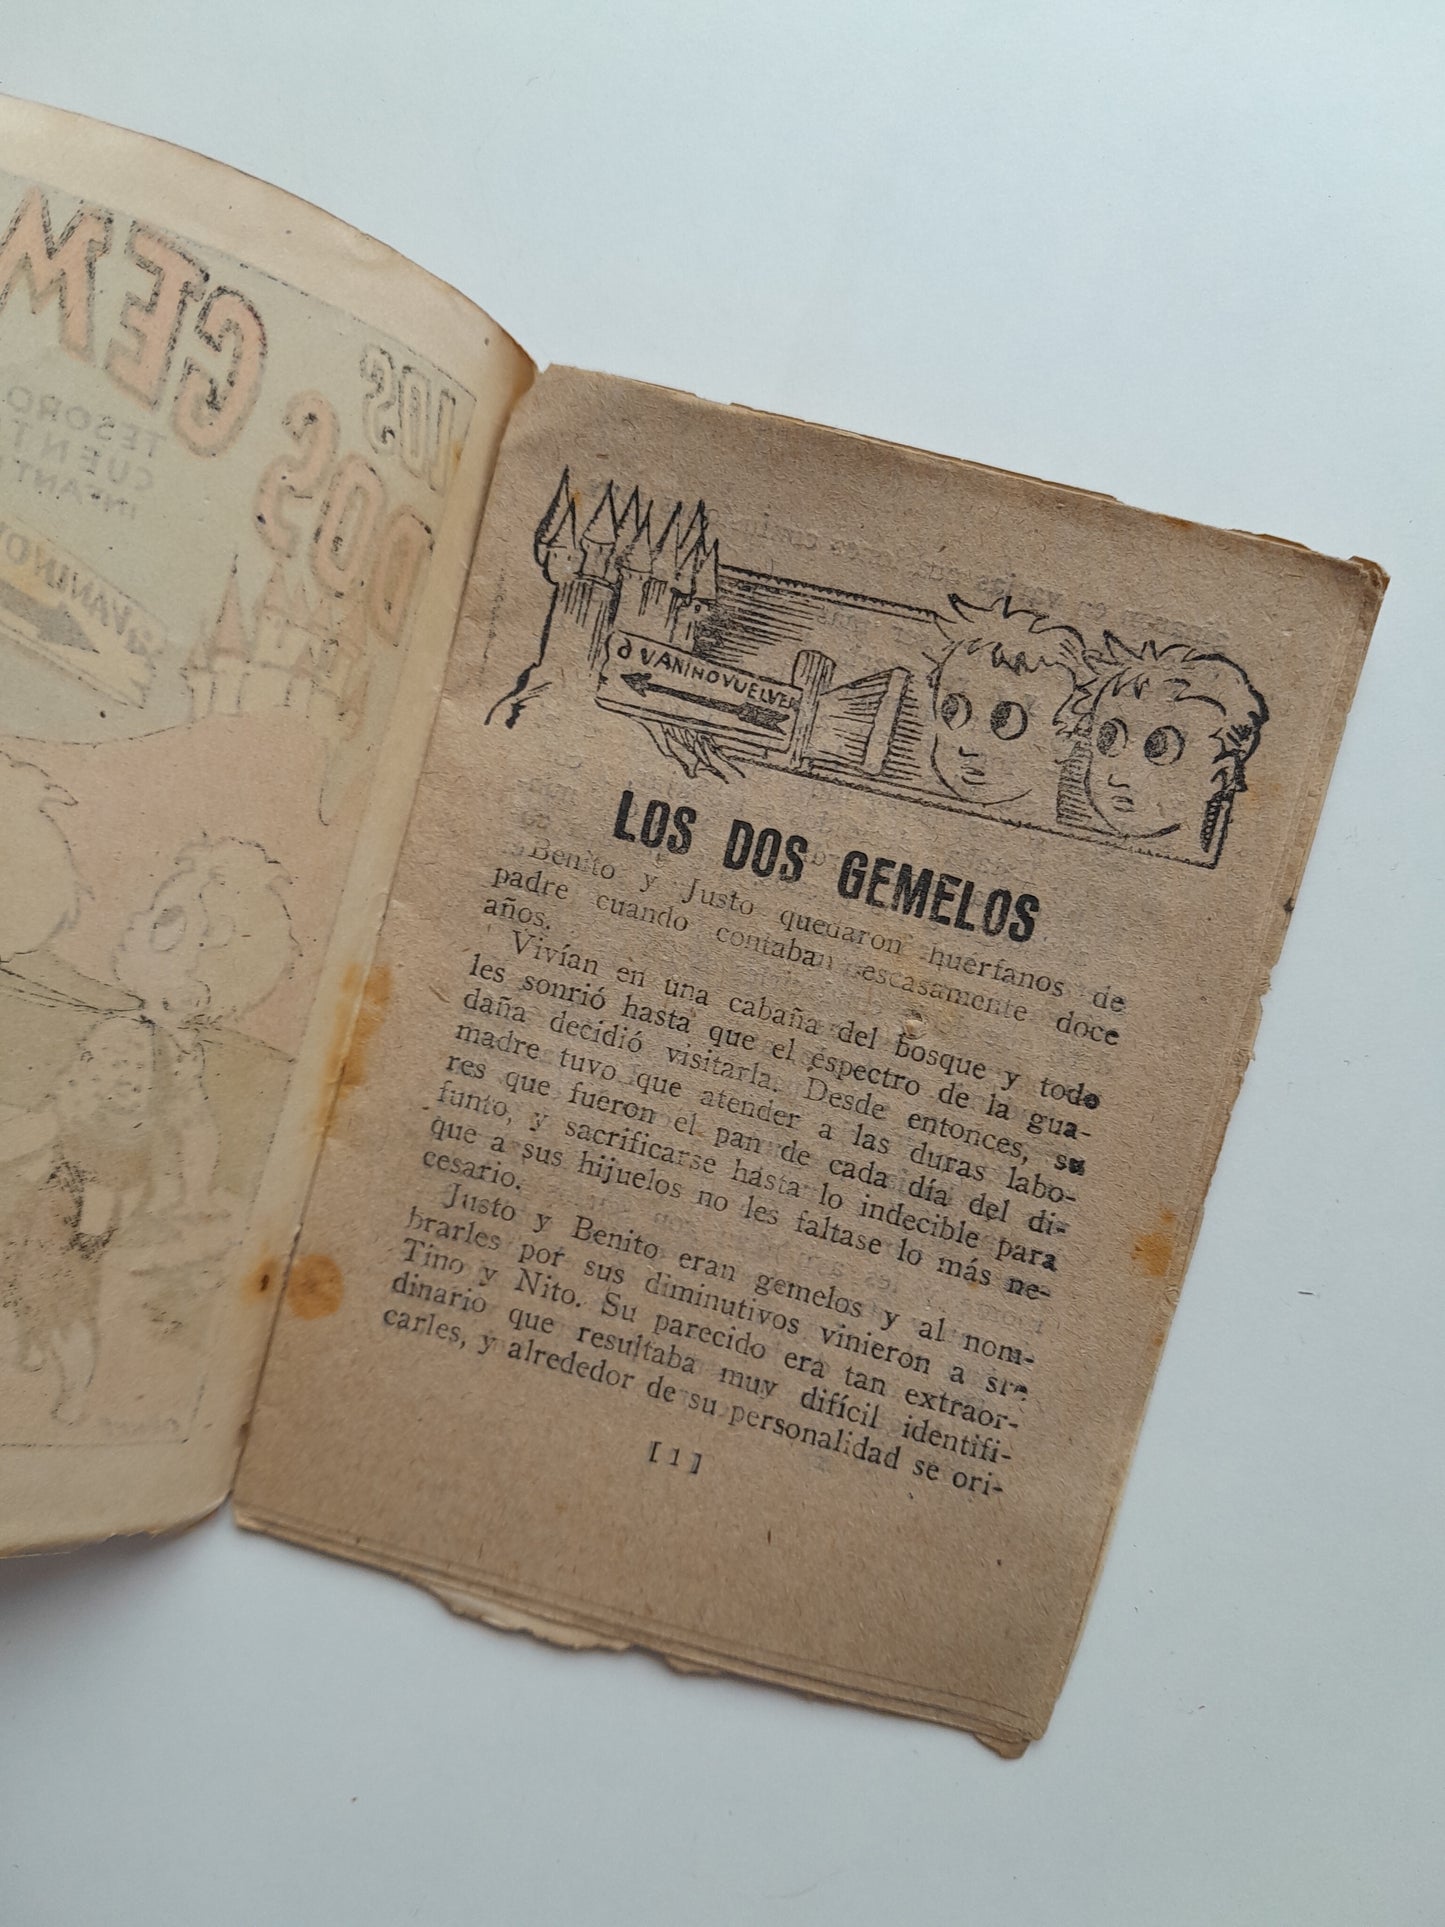 LOS
DOS GEM
TESORO
CUENT
INFANT
VANINO
a VANINOVUELVEN
LOS DOS GEMELOS
Benito y Justo quedaron huérfanos de
padre cuando contaban escasamente doce
años.
Vivían en una cabaña del bosque y todo
les sonrió hasta que el espectro de la gua-
daña decidió visitarla. Desde entonces, su
madre tuvo que atender a las duras labo-
res que fueron el pan de cada día del di-
funto, y sacrificarse hasta lo indecible para
que a sus hijuelos no les faltase lo más ne-
cesario.
Justo y Benito eran gemelos y al nom-
brarles por sus diminutivos vinieron a sre
Tino y Nito. Su parecido era tan extraor-
dinario que resultaba muy difícil identifi-
carles, y alrededor de su personalidad se ori-
[ 1 ]